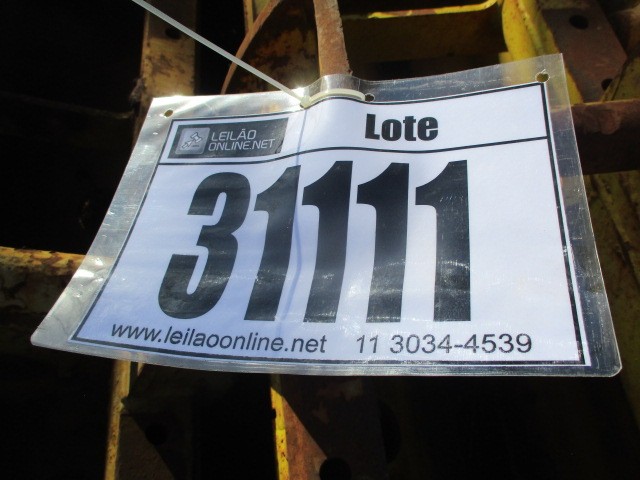 LEILÃO
ONLINE.NET
Lote
31111
www.leilaoonline.net 11 3034-4539